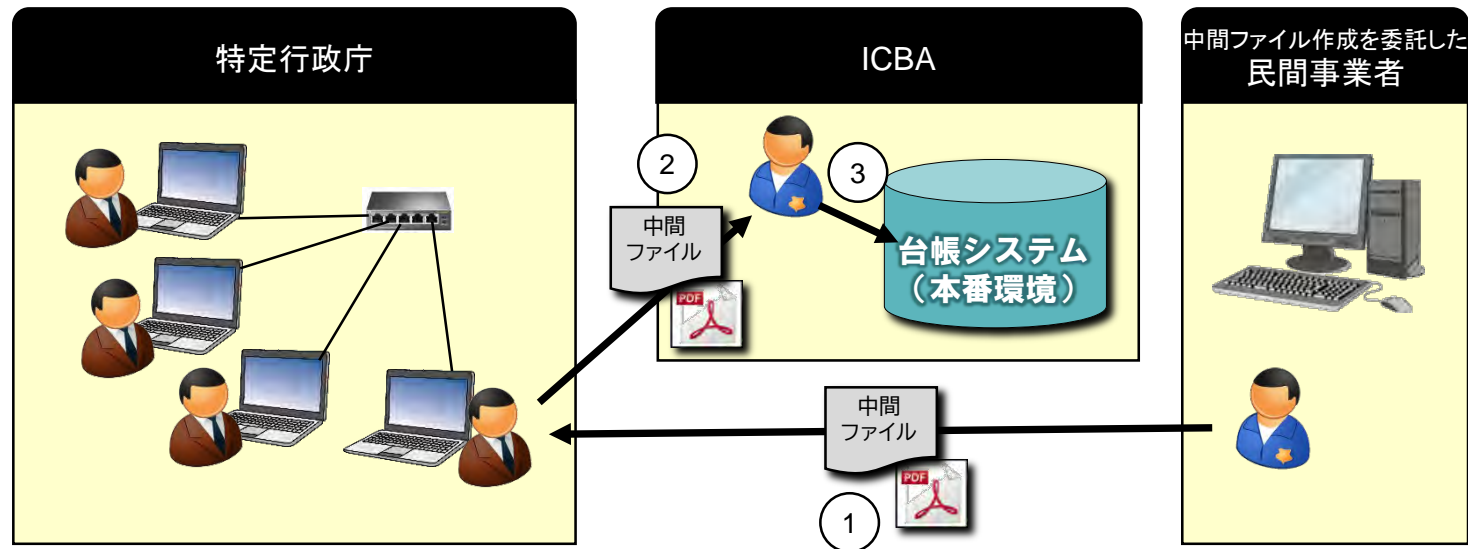 特定行政庁
ICBA
中間ファイル作成を委託した
民間事業者
2
3
中間
ファイル
PDF
台帳システム
（本番環境）
中間
ファイル
PDF
1